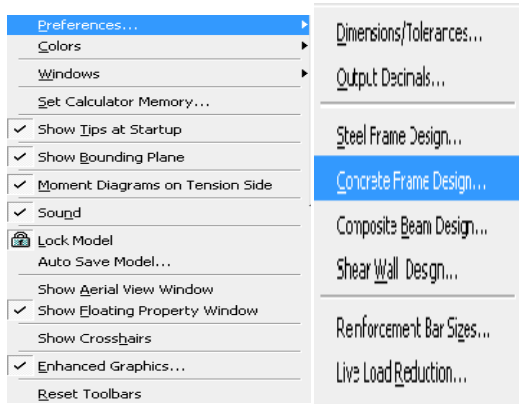 Preferences...
Colors
Windows
Set Calculator Memory...
Show Tips at Startup
Show Bounding Plane
Moment Diagrams on Tension Side
Sound
Lock Model
Auto Save Model...
Show Aerial View Window
Show Floating Property Window
Show Crosshairs
Enhanced Graphics...
Reset Toolbars
Dimensions/Tolerances...
Output Decimals...
Steel Frame Design...
Concrete Frame Design...
Composite Beam Design...
Shear Wall Design...
Reinforcement Bar Sizes...
Live Load Reduction...